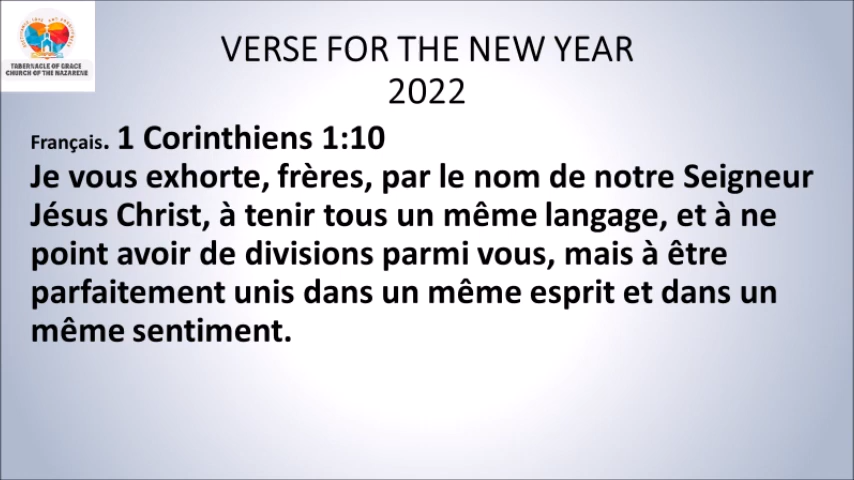 TABERNACLE OF GRACE
CHURCH OF THE NAZARENE
VERSE FOR THE NEW YEAR
2022
Français. 1 Corinthiens 1:10
Je vous exhorte, frères, par le nom de notre Seigneur
Jésus Christ, à tenir tous un même langage, et à ne
point avoir de divisions parmi vous, mais à être
parfaitement unis dans un même esprit et dans un
même sentiment.